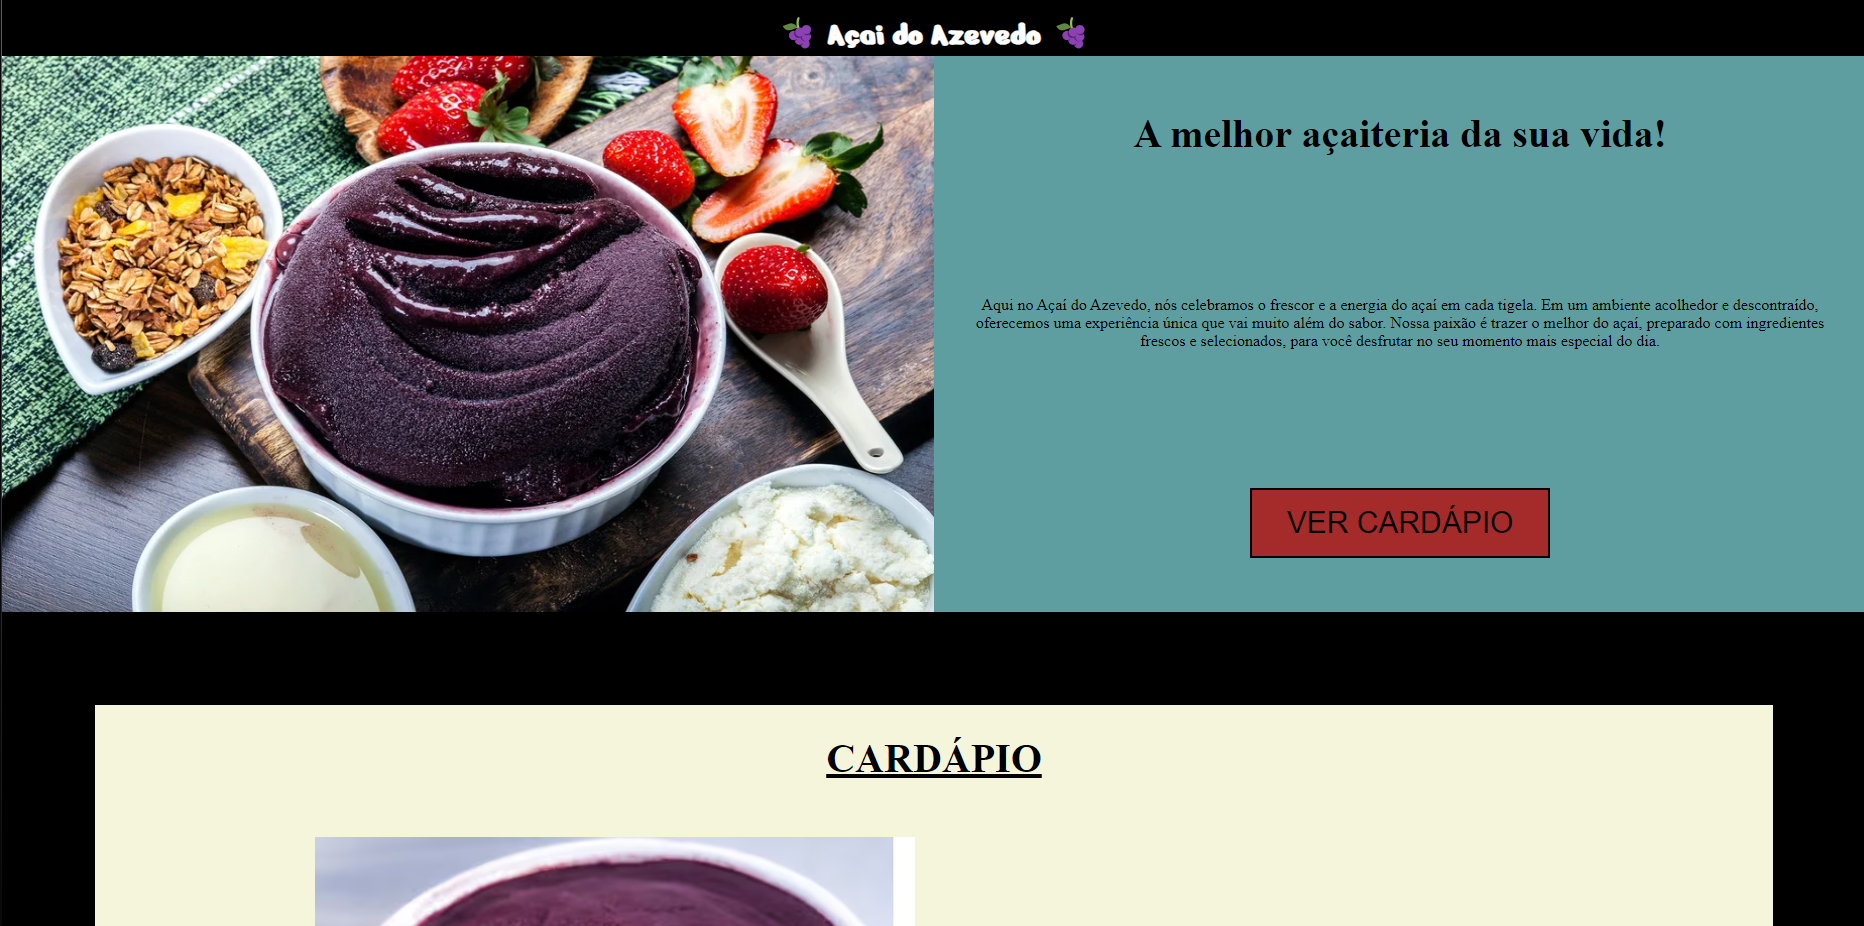 Açai do Azevedo
A melhor açaiteria da sua vida!
Aqui no Açaí do Azevedo, nós celebramos o frescor e a energia do açaí em cada tigela. Em um ambiente acolhedor e descontraído,
oferecemos uma experiência única que vai muito além do sabor. Nossa paixão é trazer o melhor do açaí, preparado com ingredientes
frescos e selecionados, para você desfrutar no seu momento mais especial do dia.
VER CARDÁPIO
CARDÁPIO